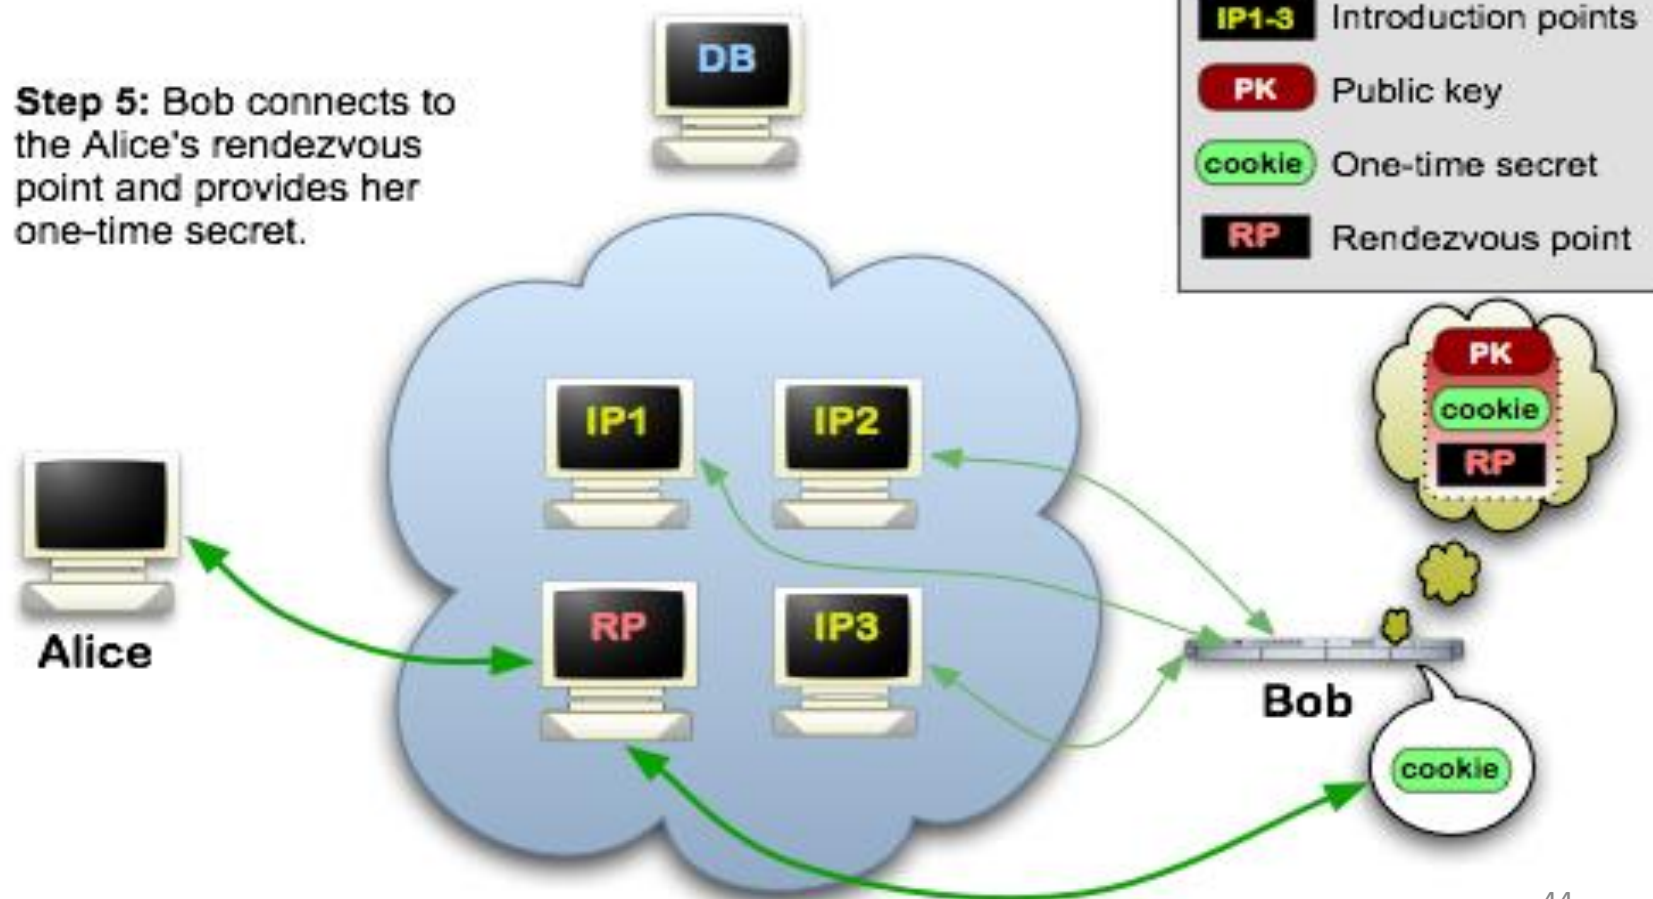 DB
Step 5: Bob connects to
the Alice's rendezvous
point and provides her
one-time secret.
IP1-3 Introduction points
PK Public key
cookie One-time secret
RP Rendezvous point
PK
cookie
RP
IP1 IP2
RP IP3
Alice
Bob
cookie